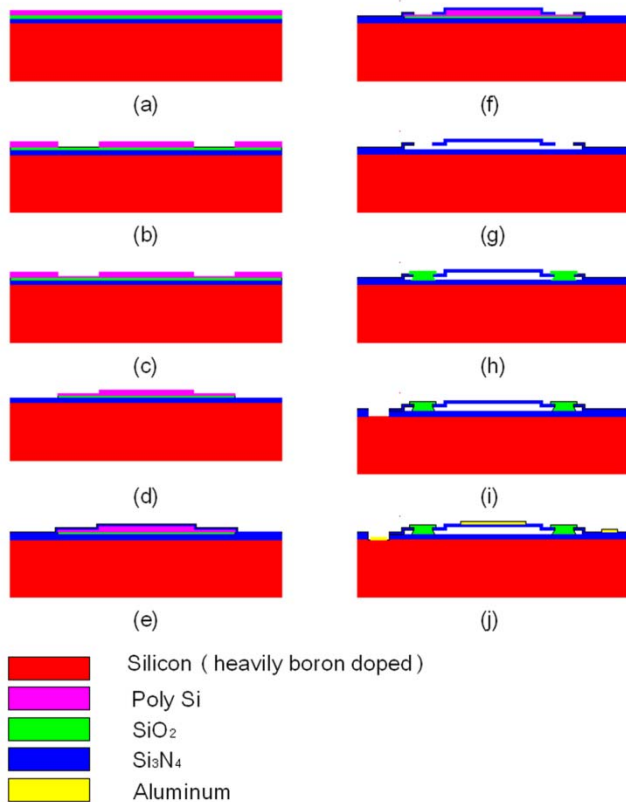 (a)
(b)
(c)
(d)
(e)
(f)
(g)
(h)
(i)
(j)
Silicon ( heavily boron doped )
Poly Si
SiO₂
Si₃N₄
Aluminum